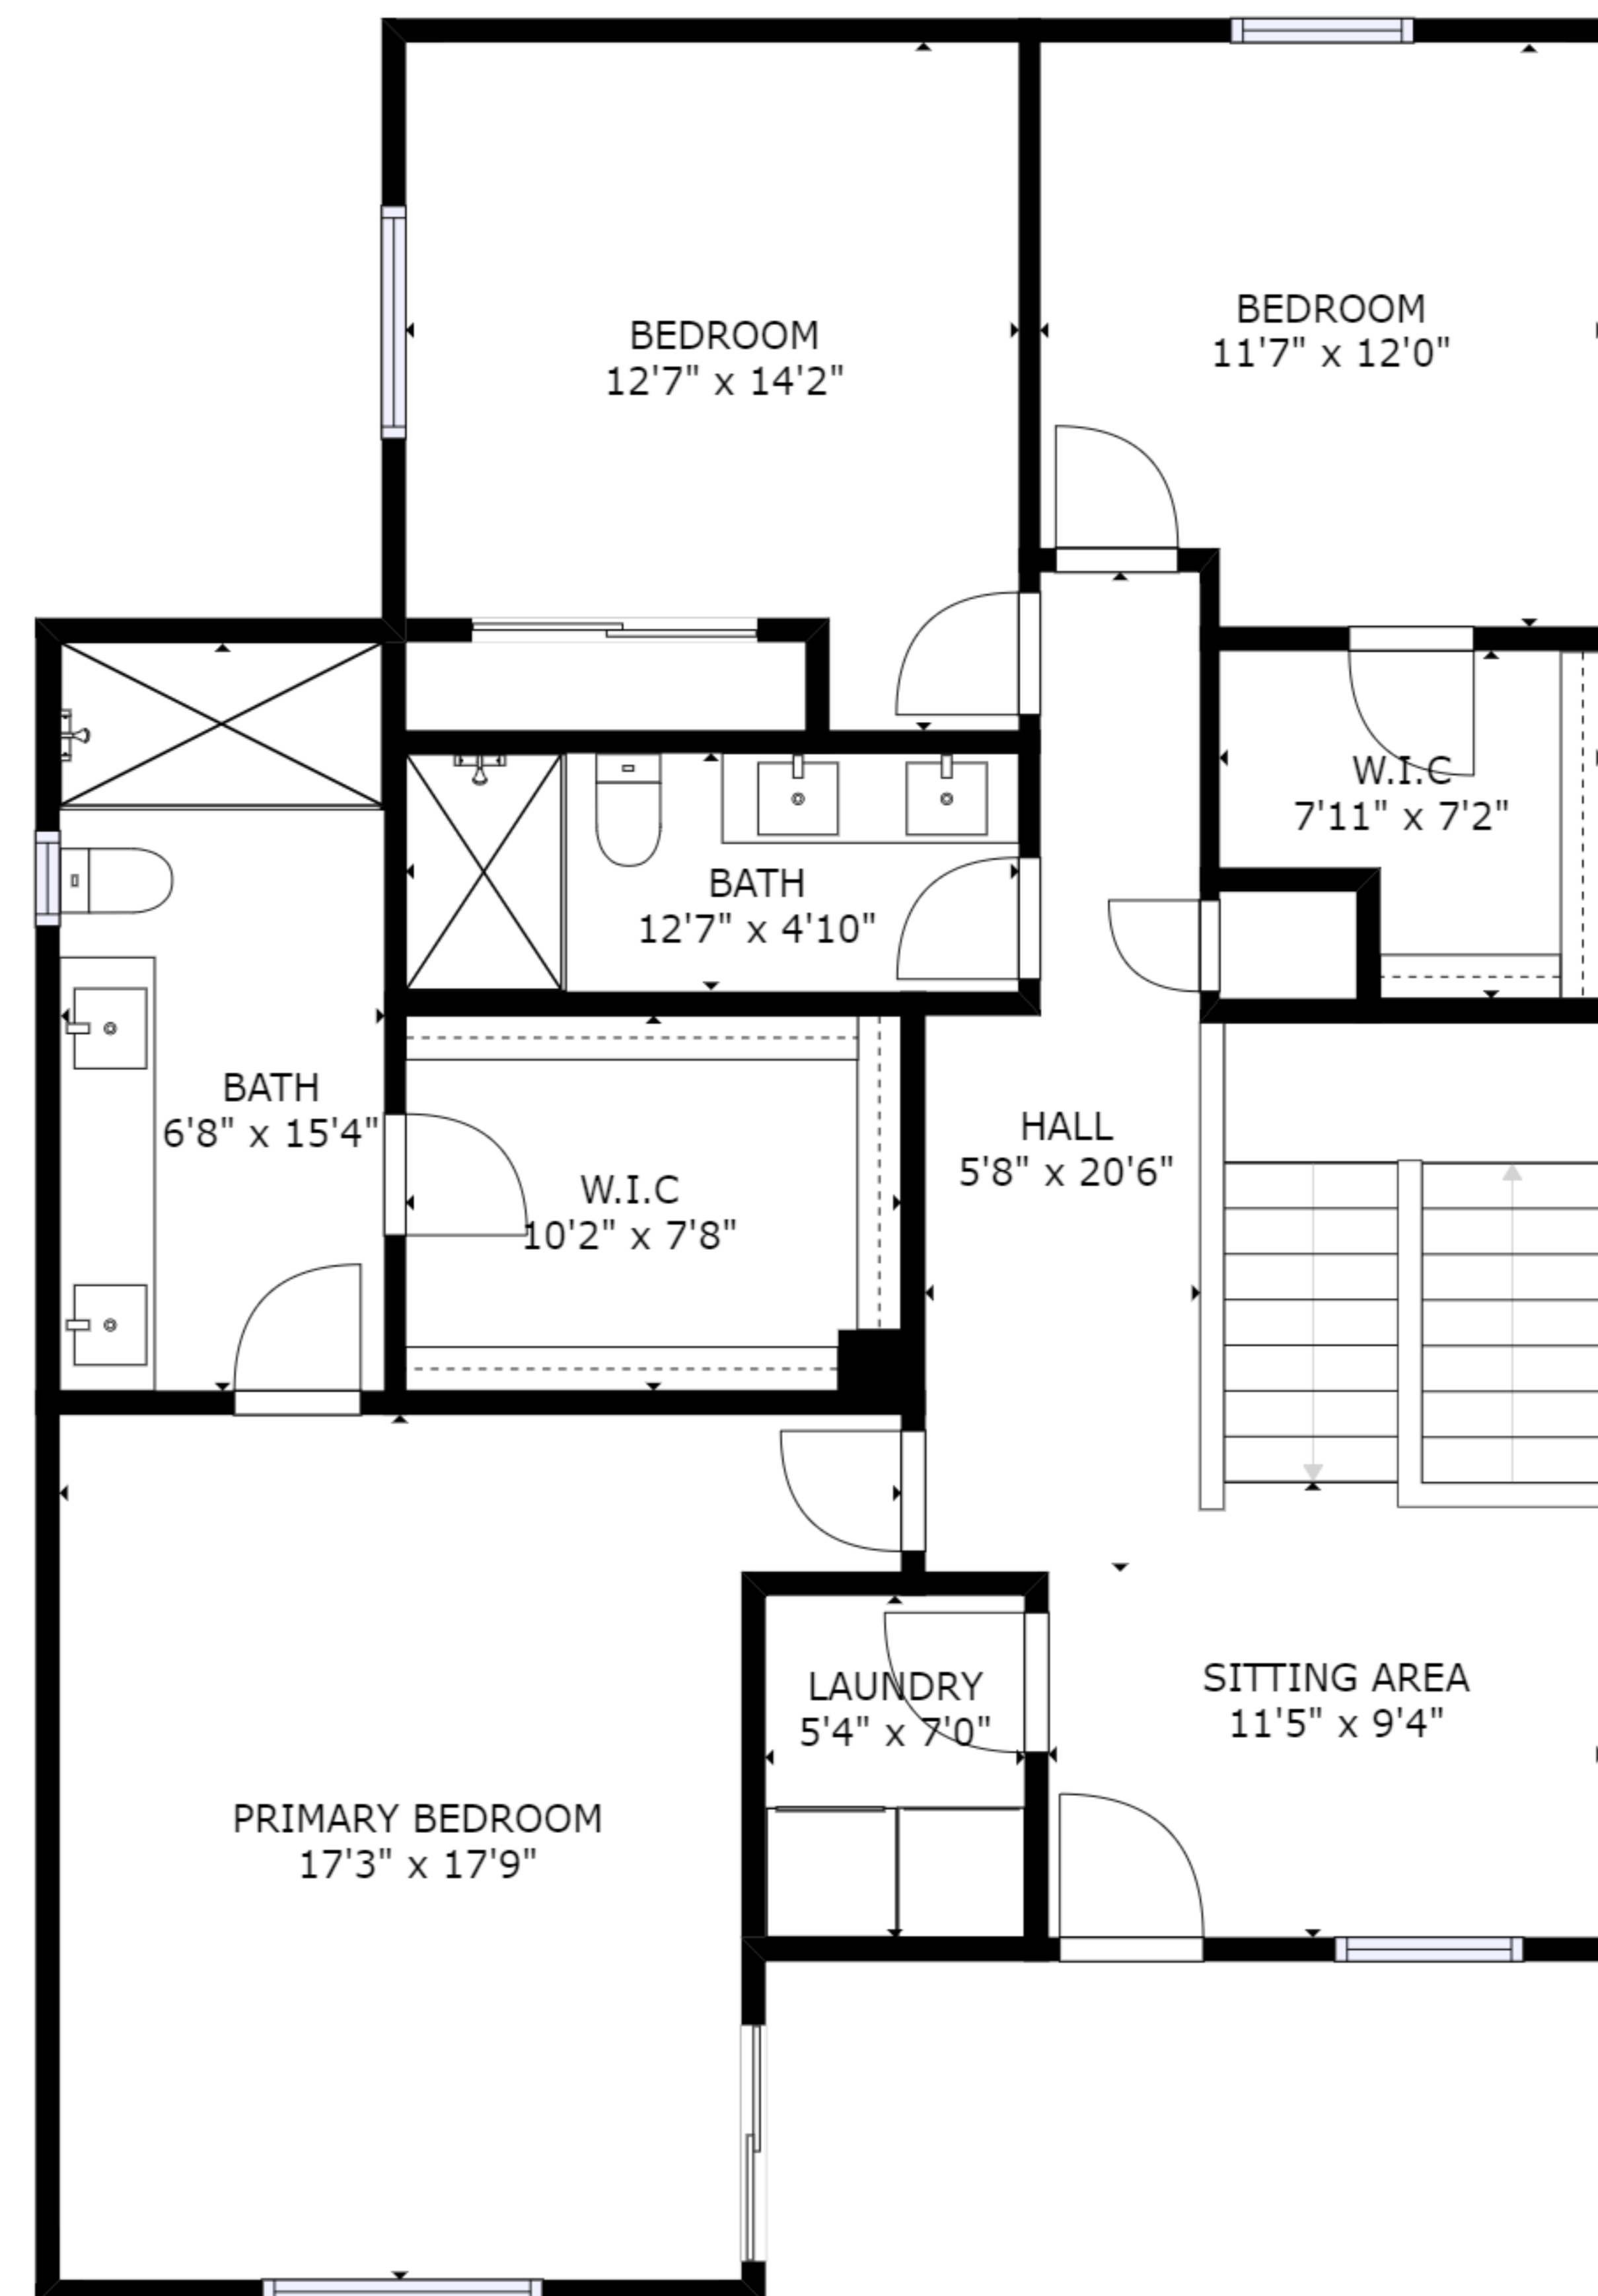 BEDROOM
12'7" x 14'2"
BEDROOM
11'7" x 12'0"
W.I.C
7'11" x 7'2"
BATH
12'7" x 4'10"
BATH
6'8" x 15'4"
HALL
5'8" x 20'6"
W.I.C
10'2" x 7'8"
LAUNDRY
5'4" x 7'0"
SITTING AREA
11'5" x 9'4"
PRIMARY BEDROOM
17'3" x 17'9"